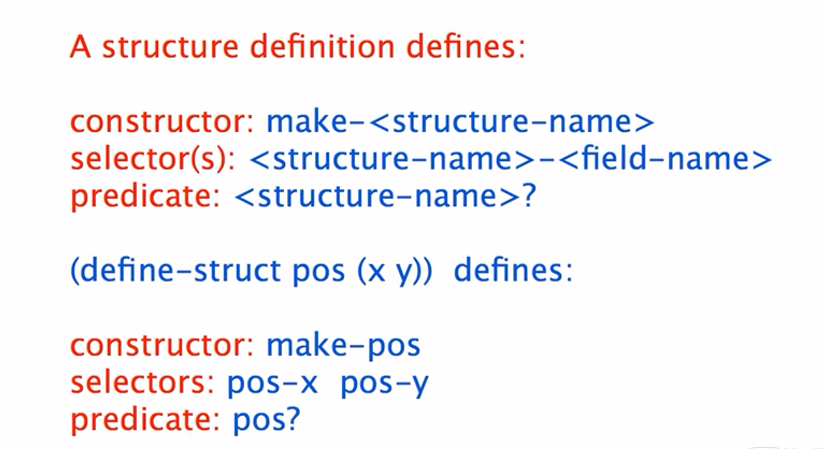 A structure definition defines:
constructor: make-<structure-name>
selector(s): <structure-name>-<field-name>
predicate: <structure-name>?
(define-struct pos (x y))  defines:
constructor: make-pos
selectors: pos-x  pos-y
predicate: pos?